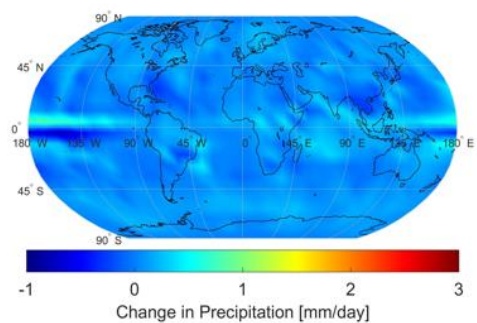 90° N
45° N
0°
180° W 135° W 90° W 45° W 0 45° E 90° E 135° E 180° E
45° S
90° S
-1 0 1 2 3
Change in Precipitation [mm/day]